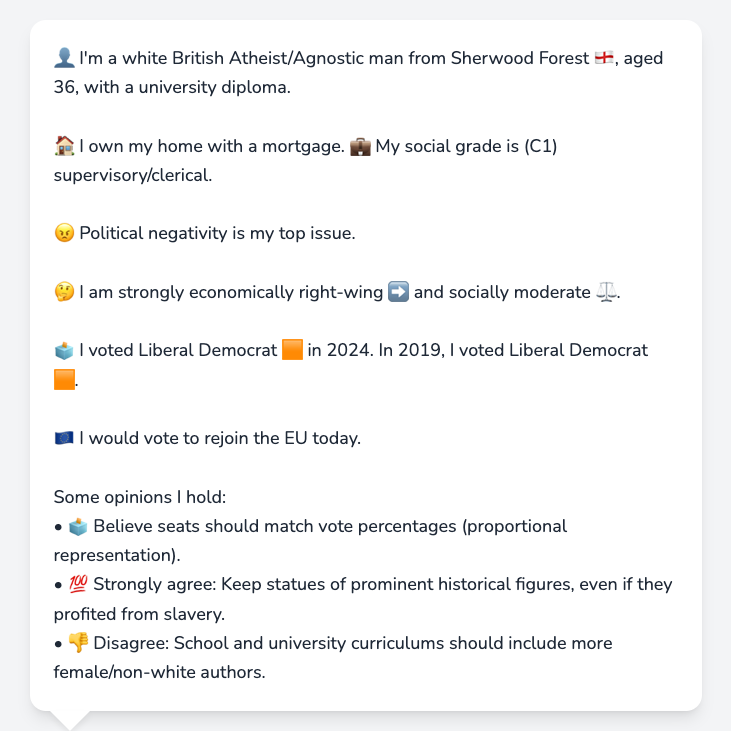 👤 I'm a white British Atheist/Agnostic man from Sherwood Forest 🏴󠁧󠁢󠁥󠁮󠁧󠁿, aged
36, with a university diploma.
🏠 I own my home with a mortgage. 💼 My social grade is (C1)
supervisory/clerical.
😠 Political negativity is my top issue.
🤔 I am strongly economically right-wing ➡️ and socially moderate ⚖️.
🗳️ I voted Liberal Democrat 🟧 in 2024. In 2019, I voted Liberal Democrat
🟧.
🇪🇺 I would vote to rejoin the EU today.
Some opinions I hold:
• 🗳️ Believe seats should match vote percentages (proportional
representation).
• 💯 Strongly agree: Keep statues of prominent historical figures, even if they
profited from slavery.
• 👎 Disagree: School and university curriculums should include more
female/non-white authors.